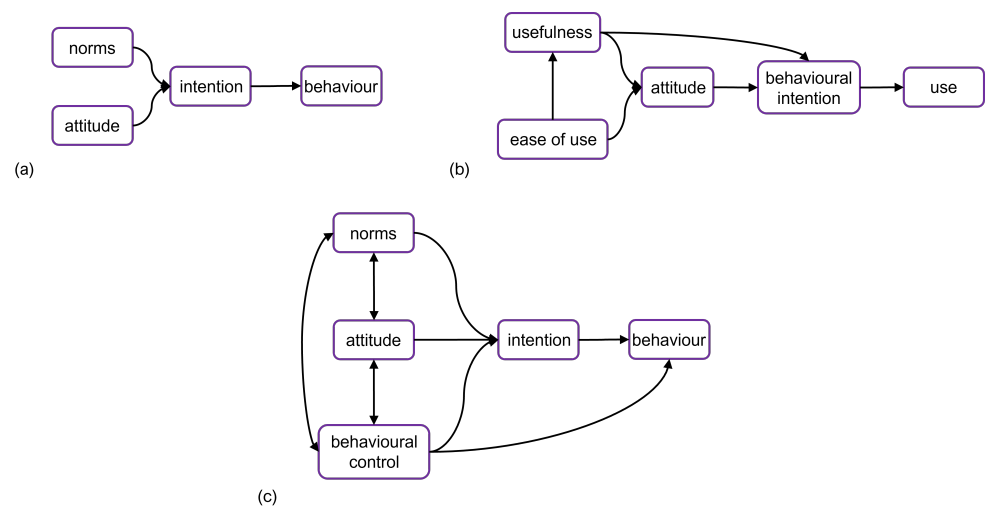 norms
attitude
intention
behaviour
(a)
usefulness
ease of use
attitude
behavioural
intention
use
(b)
norms
attitude
behavioural
control
intention
behaviour
(c)